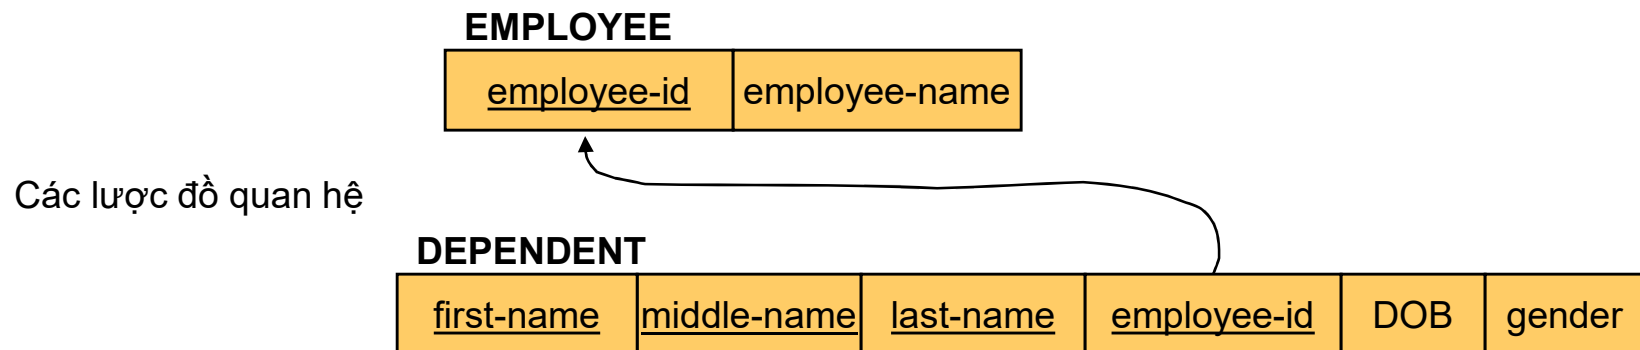 EMPLOYEE
employee-id employee-name
Các lược đồ quan hệ
DEPENDENT
first-name middle-name last-name employee-id DOB gender